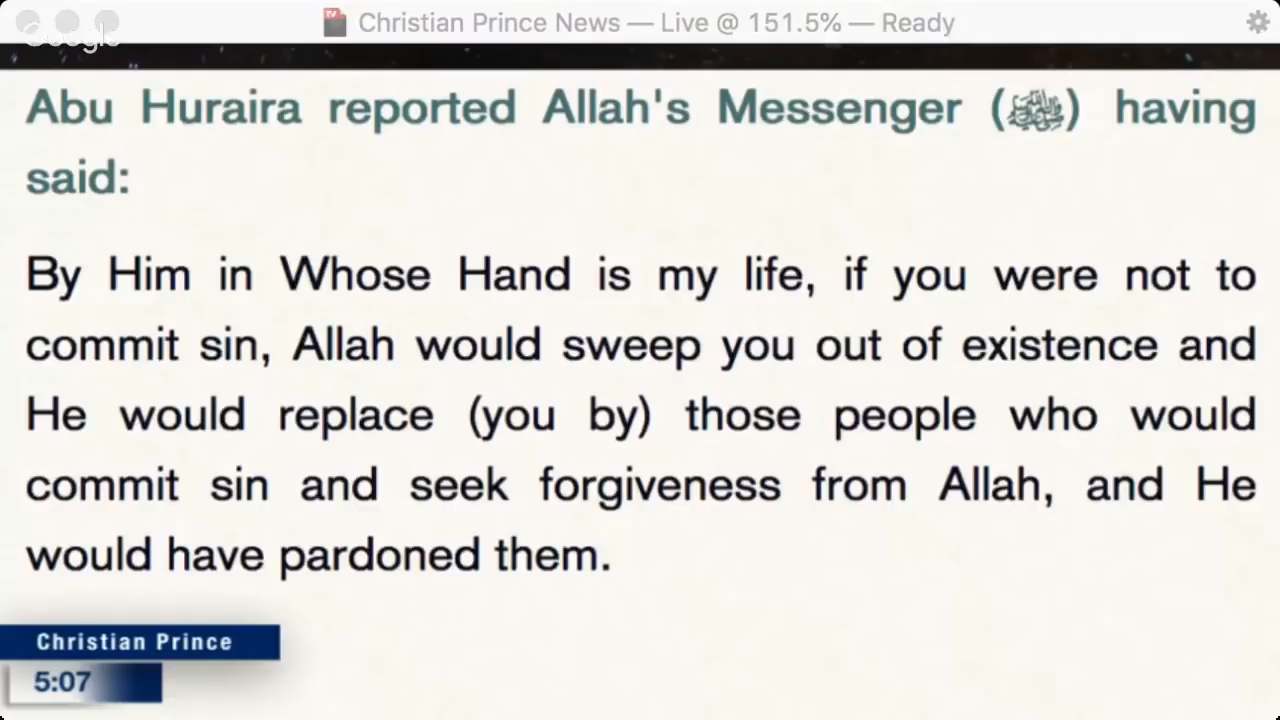 Christian Prince News — Live @ 151.5% — Ready
Google
Abu Huraira reported Allah's Messenger (ﷺ) having
said:
By Him in Whose Hand is my life, if you were not to
commit sin, Allah would sweep you out of existence and
He would replace (you by) those people who would
commit sin and seek forgiveness from Allah, and He
would have pardoned them.
Christian Prince
5:07